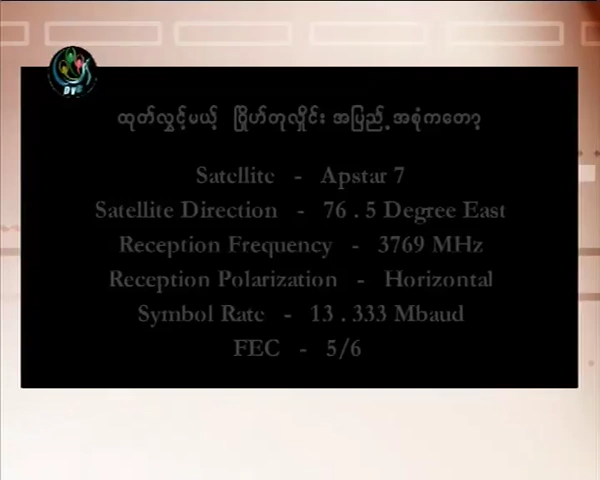 ထုတ်လွှင့်မယ့် ဗြိုဟ်တုလှိုင်း အပြည့်အစုံကတော့
Satellite - Apstar 7
Satellite Direction - 76 . 5 Degree East
Reception Frequency - 3769 MHz
Reception Polarization - Horizontal
Symbol Rate - 13 . 333 Mbaud
FEC - 5/6